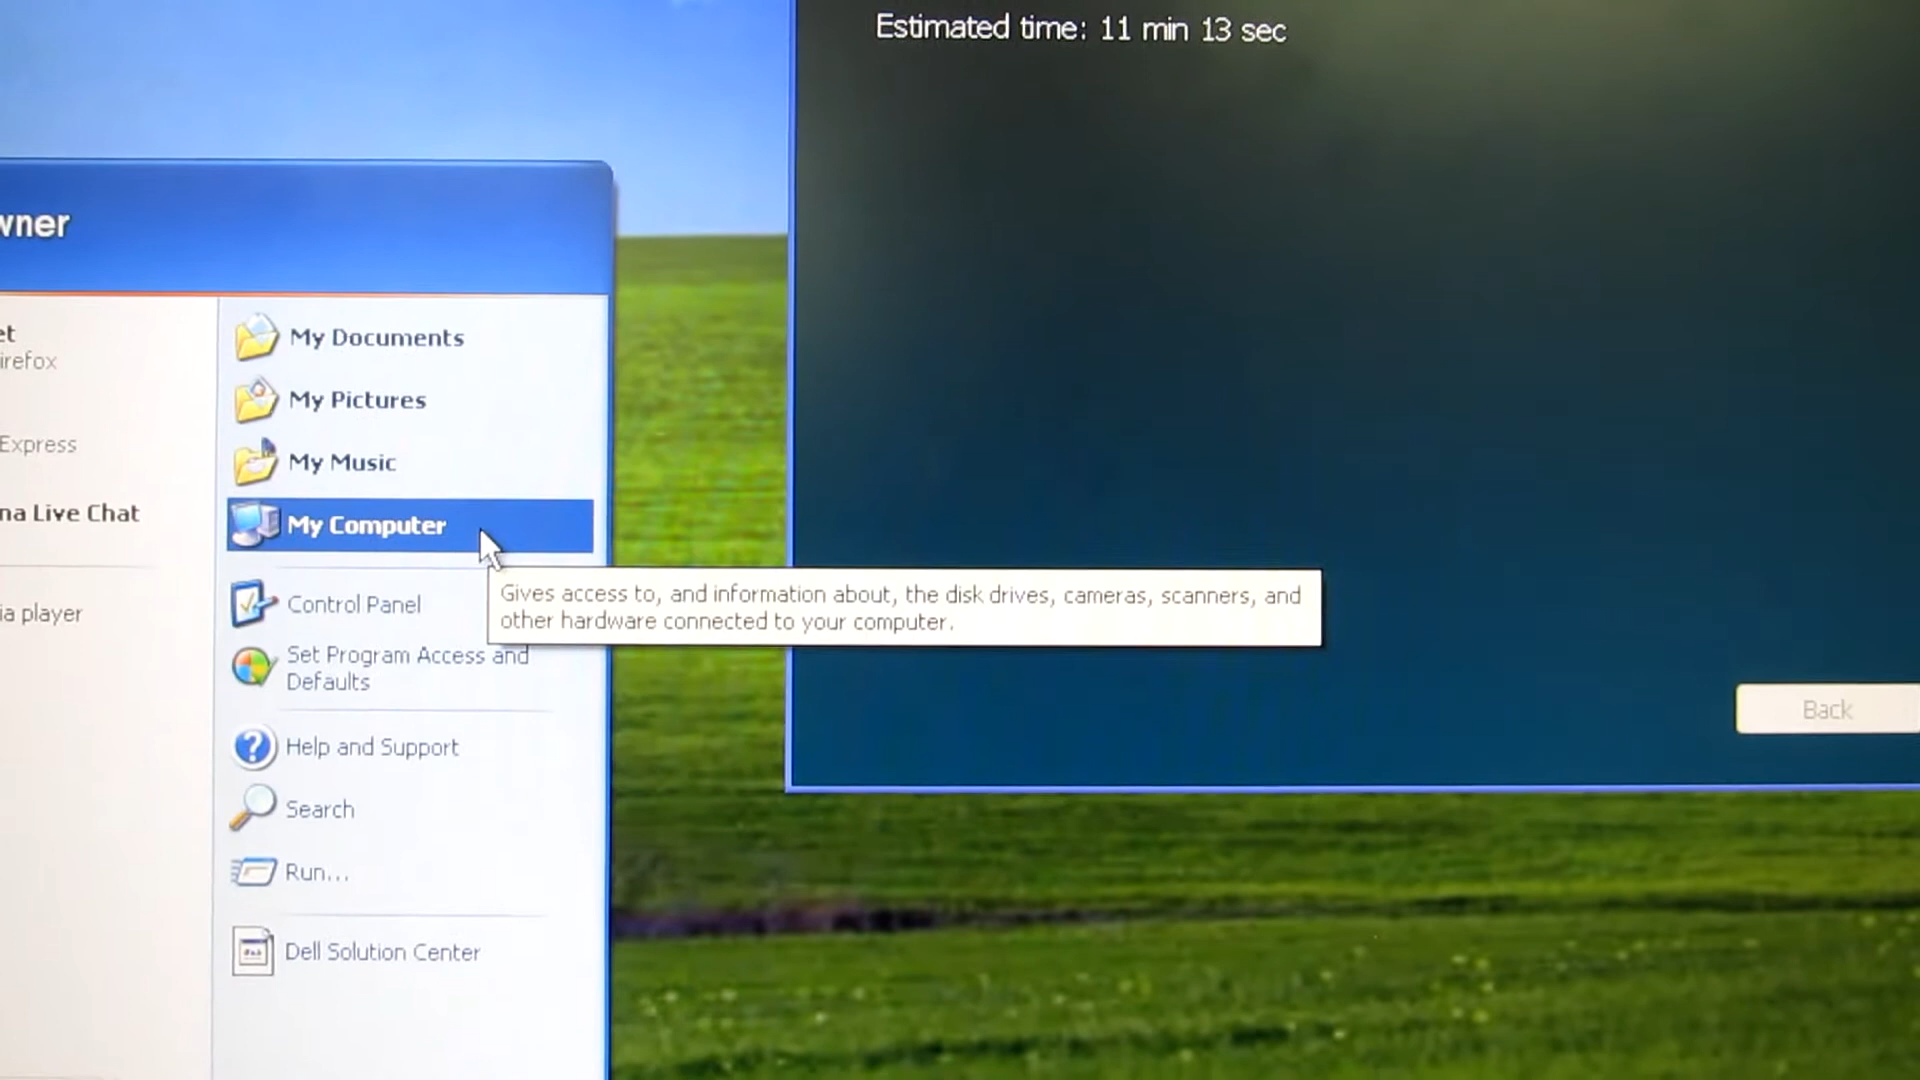 Estimated time: 11 min 13 sec
wner
et
irefox
Express
na Live Chat
ia player
My Documents
My Pictures
My Music
My Computer
Control Panel
Set Program Access and
Defaults
Help and Support
Search
Run...
Dell Solution Center
Gives access to, and information about, the disk drives, cameras, scanners, and
other hardware connected to your computer.
Back